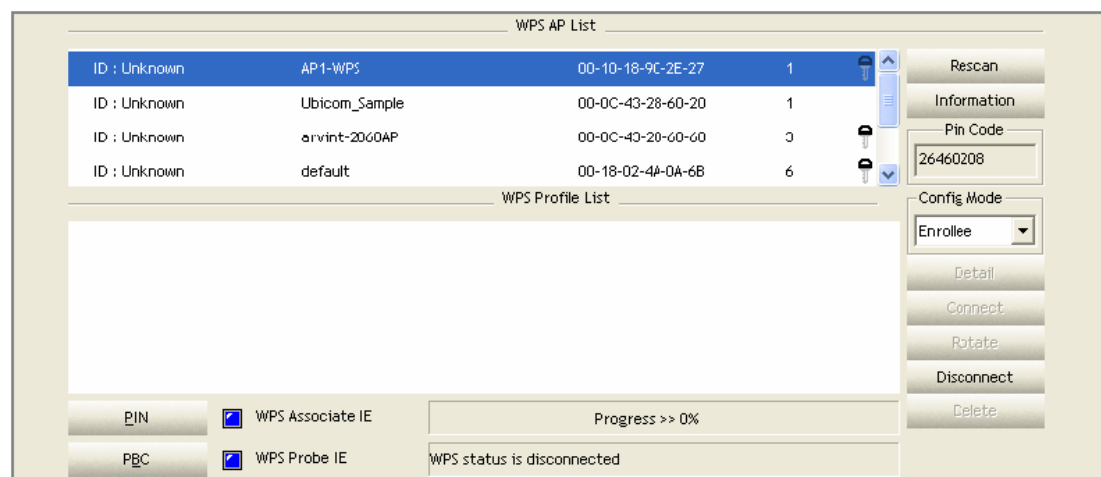 WPS AP List
ID : Unknown AP1-WPS 00-10-18-9C-2E-27 1
Rescan
ID : Unknown Ubicom_Sample 00-0C-43-28-60-20 1
Information
ID : Unknown arvint-2060AP 00-0C-43-20-60-60 3
Pin Code
26460208
ID : Unknown default 00-18-02-4A-0A-6B 6
WPS Profile List
Config Mode
Enrollee
Detail
Connect
Rotate
Disconnect
Delete
PIN WPS Associate IE Progress >> 0%
PBC WPS Probe IE WPS status is disconnected